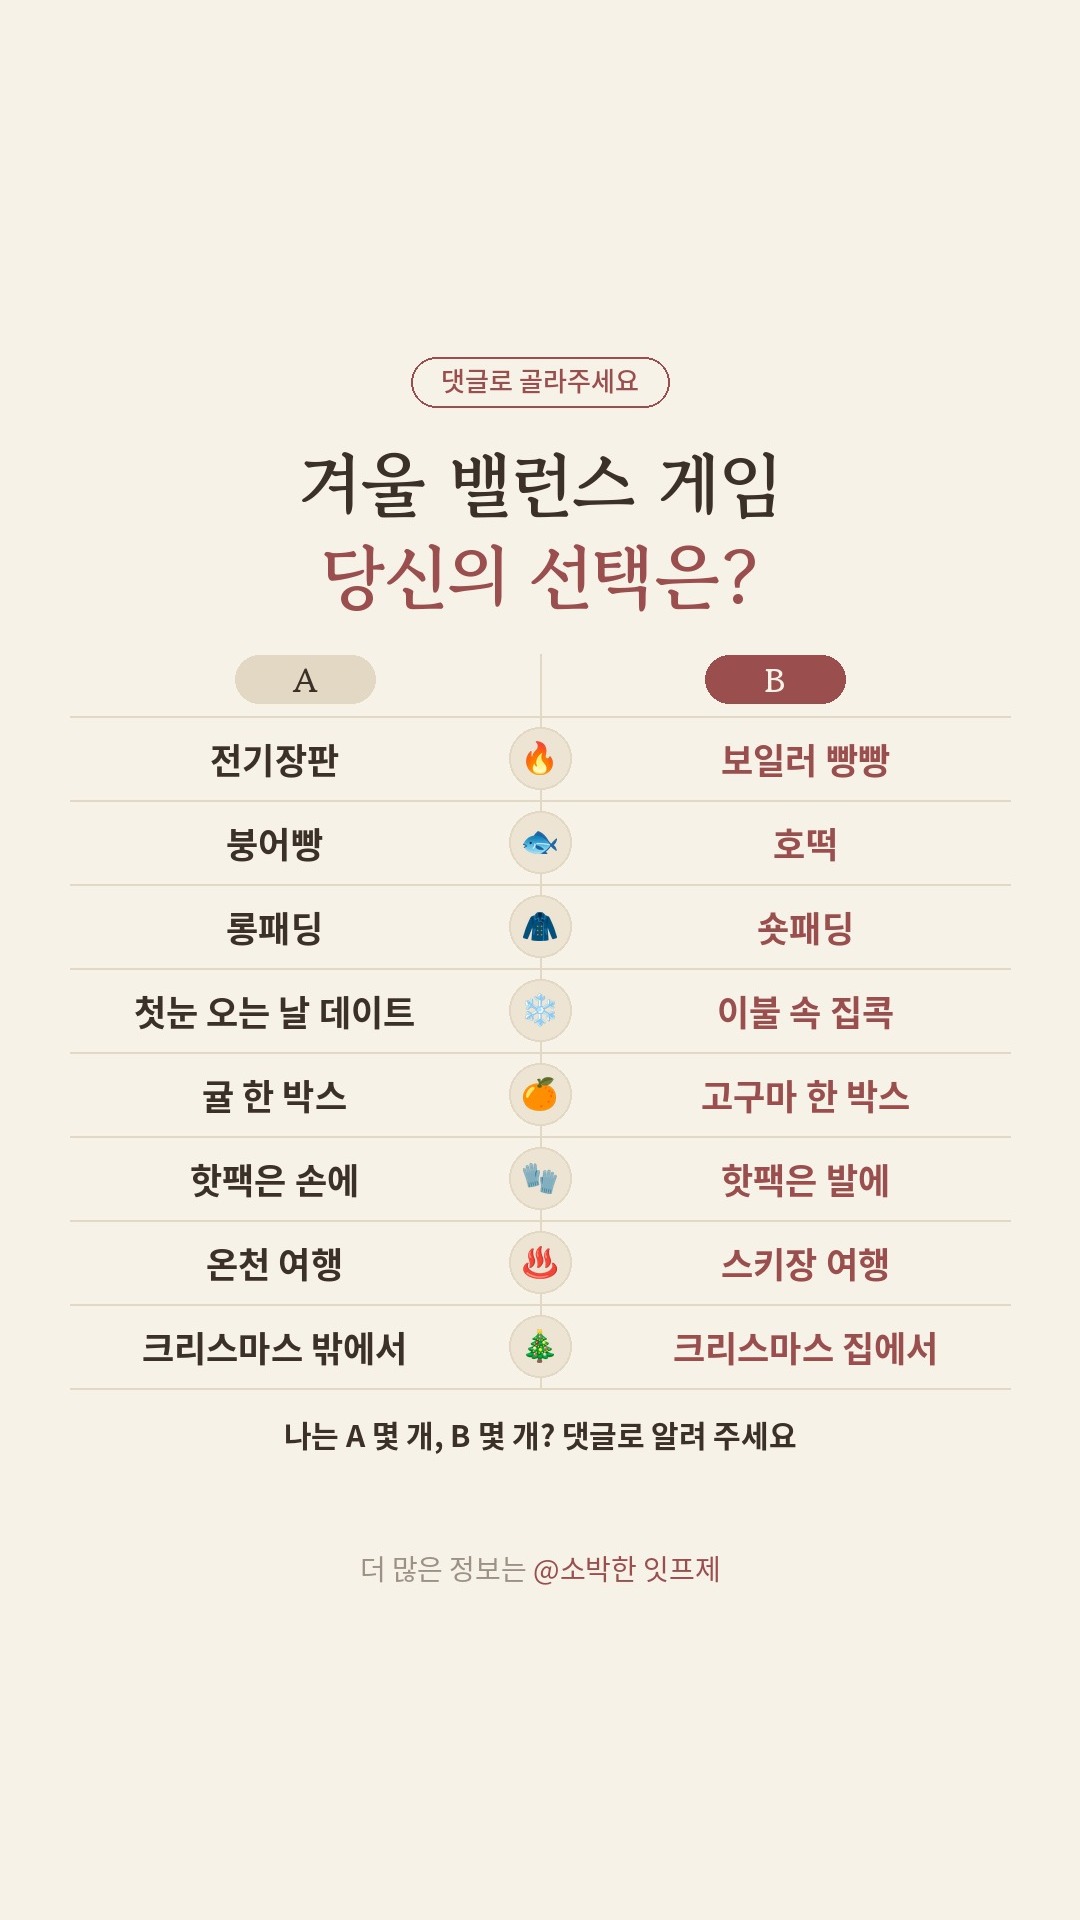 댓글로 골라주세요
겨울 밸런스 게임
당신의 선택은?
A B
전기장판 보일러 빵빵
붕어빵 호떡
롱패딩 숏패딩
첫눈 오는 날 데이트 이불 속 집콕
귤 한 박스 고구마 한 박스
핫팩은 손에 핫팩은 발에
온천 여행 스키장 여행
크리스마스 밖에서 크리스마스 집에서
나는 A 몇 개, B 몇 개? 댓글로 알려 주세요
더 많은 정보는 @소박한 잇프제